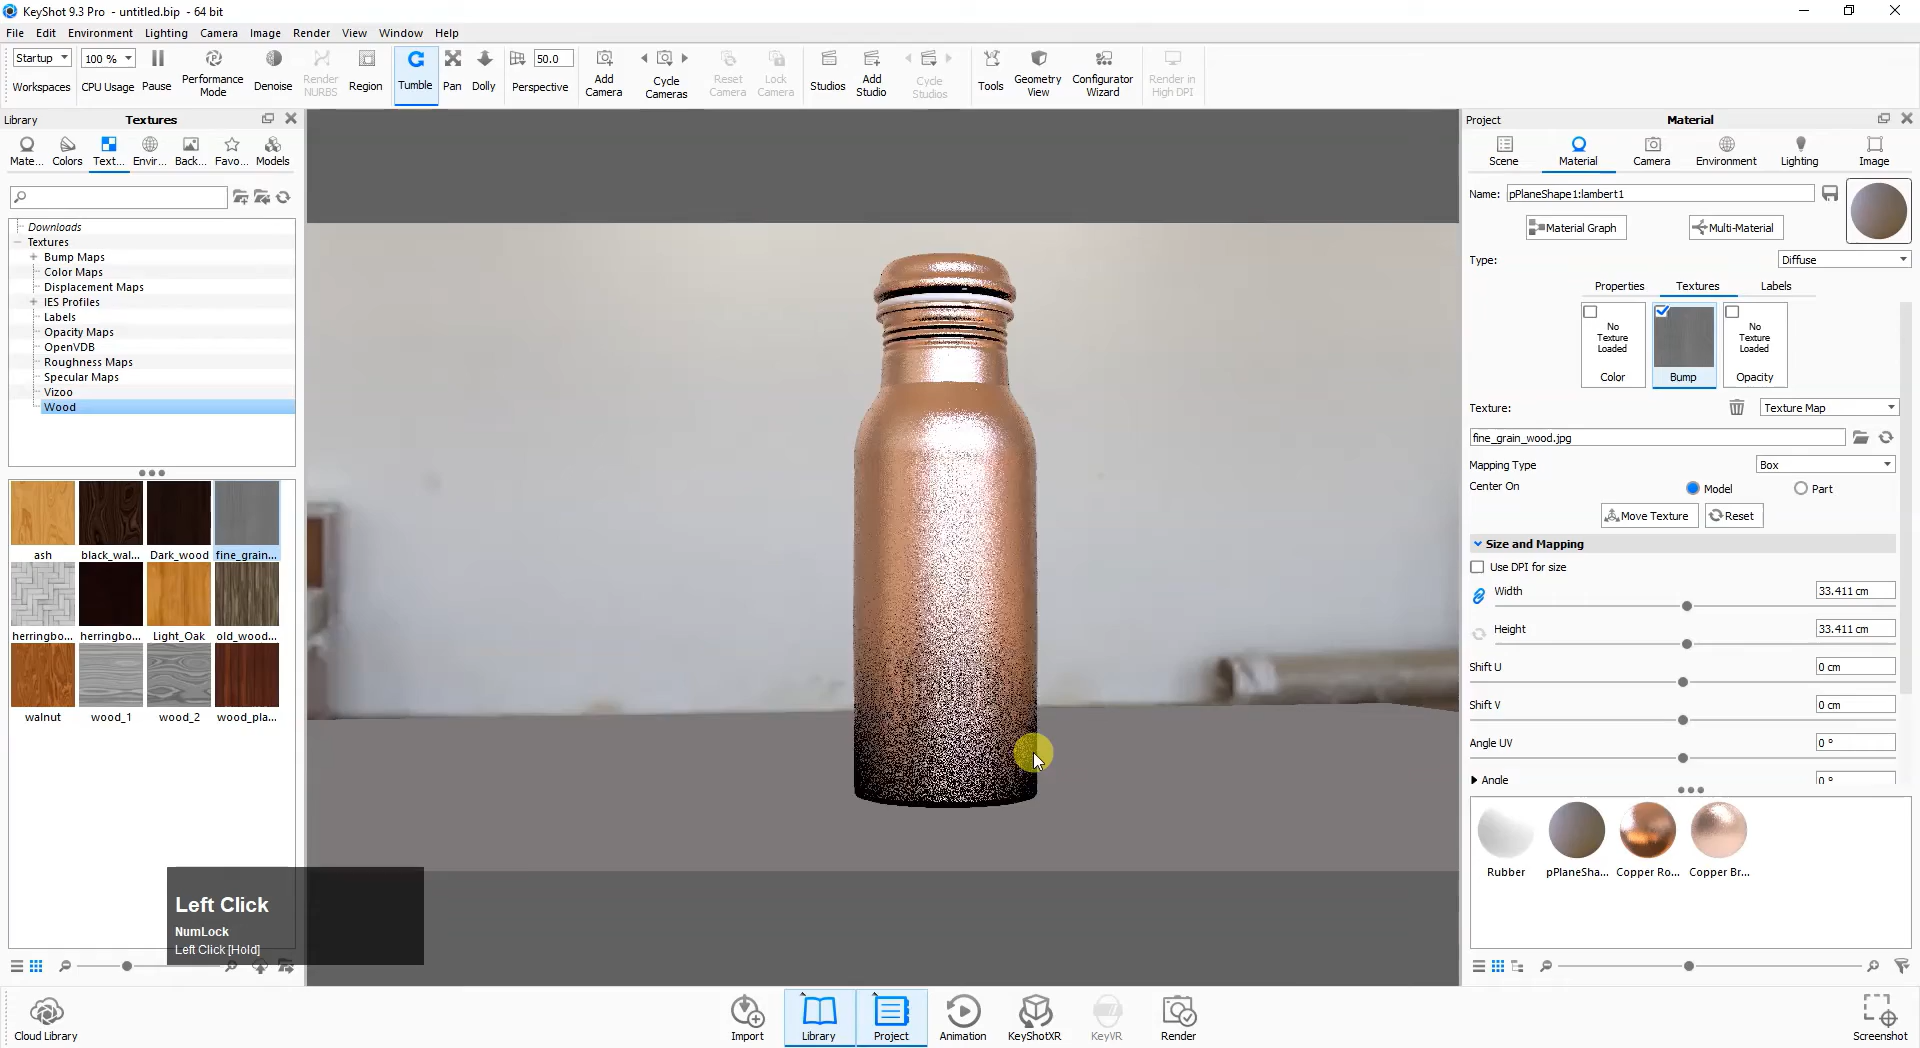 KeyShot 9.3 Pro - untitled.bip - 64 bit
File Edit Environment Lighting Camera Image Render View Window Help
Startup 100 % 50.0
Workspaces CPU Usage Pause Performance Mode Denoise Render NURBS Region Tumble Pan Dolly Perspective Add Camera Cycle Cameras Reset Camera Lock Camera Studios Add Studio Cycle Studios Tools Geometry View Configurator Wizard Render in High DPI
Library Textures
Mate... Colors Text... Envir... Back... Favo... Models
Downloads
Textures
Bump Maps
Color Maps
Displacement Maps
IES Profiles
Labels
Opacity Maps
OpenVDB
Roughness Maps
Specular Maps
Vizoo
Wood
ash black_wal... Dark_wood fine_grain...
herringbo... herringbo... Light_Oak old_wood...
walnut wood_1 wood_2 wood_pla...
Left Click
NumLock
Left Click [Hold]
Project Material
Scene Material Camera Environment Lighting Image
Name: pPlaneShape1:lambert1
Material Graph Multi-Material
Type: Diffuse
Properties Textures Labels
No Texture Loaded No Texture Loaded
Color Bump Opacity
Texture: Texture Map
fine_grain_wood.jpg
Mapping Type Box
Center On Model Part
Move Texture Reset
Size and Mapping
Use DPI for size
Width 33.411 cm
Height 33.411 cm
Shift U 0 cm
Shift V 0 cm
Angle UV 0 °
Angle 0 °
Rubber pPlaneSha... Copper Ro... Copper Br...
Cloud Library Import Library Project Animation KeyShotXR KeyVR Render Screenshot